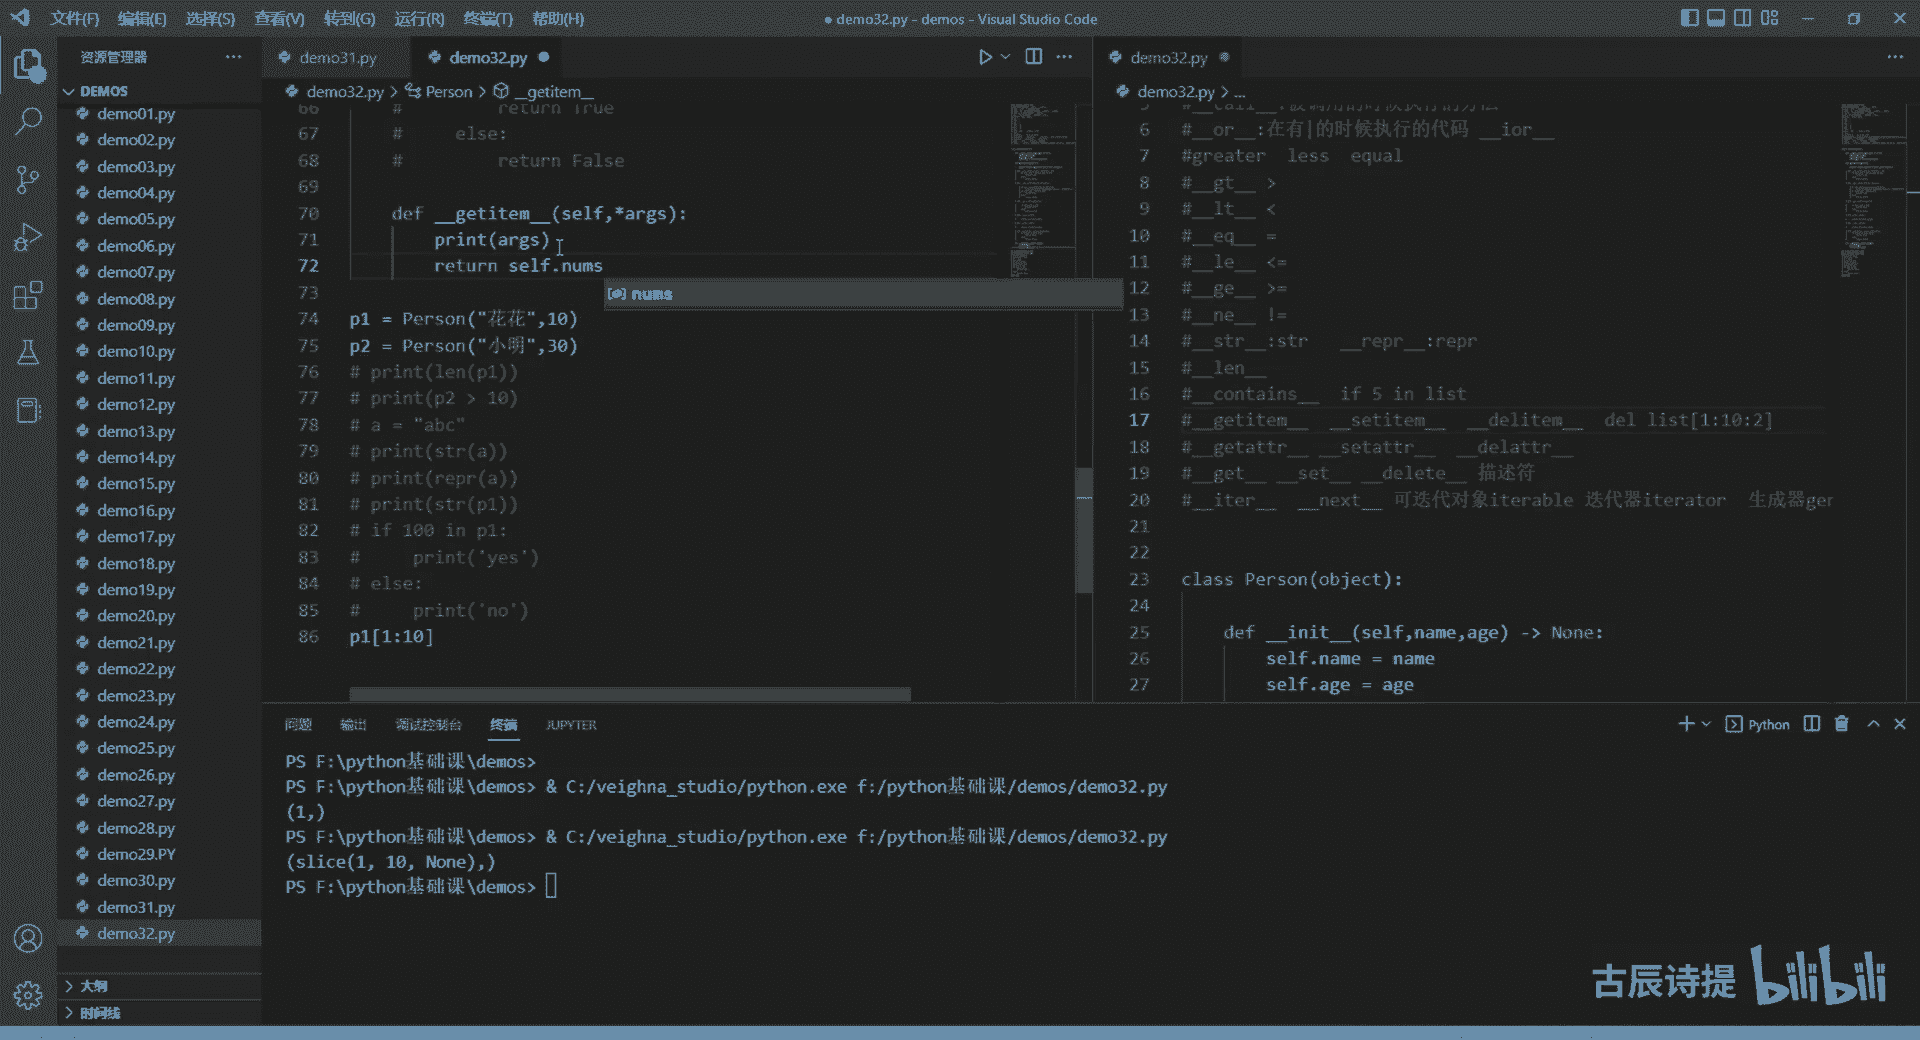 文件(F) 编辑(E) 选择(S) 查看(V) 转到(G) 运行(R) 终端(T) 帮助(H)
● demo32.py - demos - Visual Studio Code
资源管理器
DEMOS
demo01.py
demo02.py
demo03.py
demo04.py
demo05.py
demo06.py
demo07.py
demo08.py
demo09.py
demo10.py
demo11.py
demo12.py
demo13.py
demo14.py
demo15.py
demo16.py
demo17.py
demo18.py
demo19.py
demo20.py
demo21.py
demo22.py
demo23.py
demo24.py
demo25.py
demo26.py
demo27.py
demo28.py
demo29.PY
demo30.py
demo31.py
demo32.py
大纲
时间线
demo31.py demo32.py
demo32.py > Person > __getitem__
66 # return True
67 # else:
68 # return False
69
70 def __getitem__(self,*args):
71 print(args)
72 return self.nums
nums
73
74 p1 = Person("花花",10)
75 p2 = Person("小明",30)
76 # print(len(p1))
77 # print(p2 > 10)
78 # a = "abc"
79 # print(str(a))
80 # print(repr(a))
81 # print(str(p1))
82 # if 100 in p1:
83 # print('yes')
84 # else:
85 # print('no')
86 p1[1:10]
demo32.py
demo32.py > ...
5 #__call__:被调用的时候执行的方法
6 #__or__:在有|的时候执行的代码 __ior__
7 #greater less equal
8 #__gt__ >
9 #__lt__ <
10 #__eq__ =
11 #__le__ <=
12 #__ge__ >=
13 #__ne__ !=
14 #__str__:str __repr__:repr
15 #__len__
16 #__contains__ if 5 in list
17 #__getitem__ __setitem__ __delitem__ del list[1:10:2]
18 #__getattr__ __setattr__ __delattr__
19 #__get__ __set__ __delete__ 描述符
20 #__iter__ __next__ 可迭代对象iterable 迭代器iterator 生成器ger
21
22
23 class Person(object):
24
25 def __init__(self,name,age) -> None:
26 self.name = name
27 self.age = age
问题 输出 调试控制台 终端 JUPYTER
Python
PS F:\python基础课\demos>
PS F:\python基础课\demos> & C:/veighna_studio/python.exe f:/python基础课/demos/demo32.py
(1,)
PS F:\python基础课\demos> & C:/veighna_studio/python.exe f:/python基础课/demos/demo32.py
(slice(1, 10, None),)
PS F:\python基础课\demos>
古辰诗提 bilibili